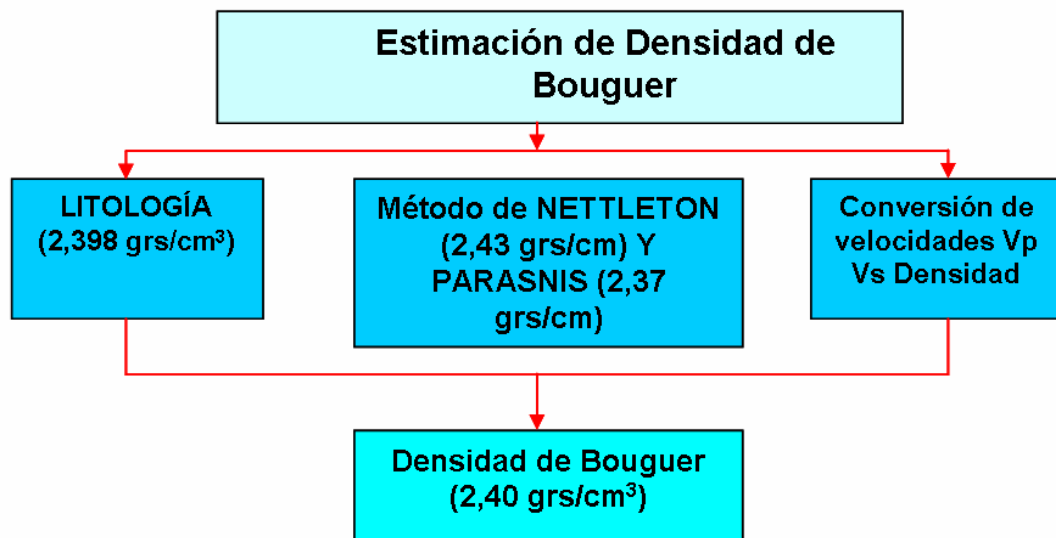 Estimación de Densidad de
Bouguer
LITOLOGÍA
(2,398 grs/cm³)
Método de NETTLETON
(2,43 grs/cm) Y
PARASNIS (2,37
grs/cm)
Conversión de
velocidades Vp
Vs Densidad
Densidad de Bouguer
(2,40 grs/cm³)